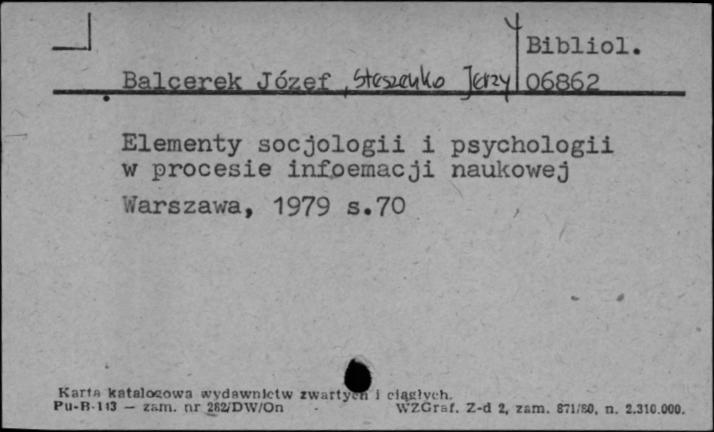 Bibliol.
Balcerek Józef, Staszenko Jerzy 06862
Elementy socjologii i psychologii
w procesie infoemacji naukowej
Warszawa, 1979 s.70
Karta katalogowa wydawnictw zwartych i ciągłych.
Pu-B-113 — zam. nr 262/DW/On WZGraf. Z-d 2, zam. 871/80, n. 2.310.000.